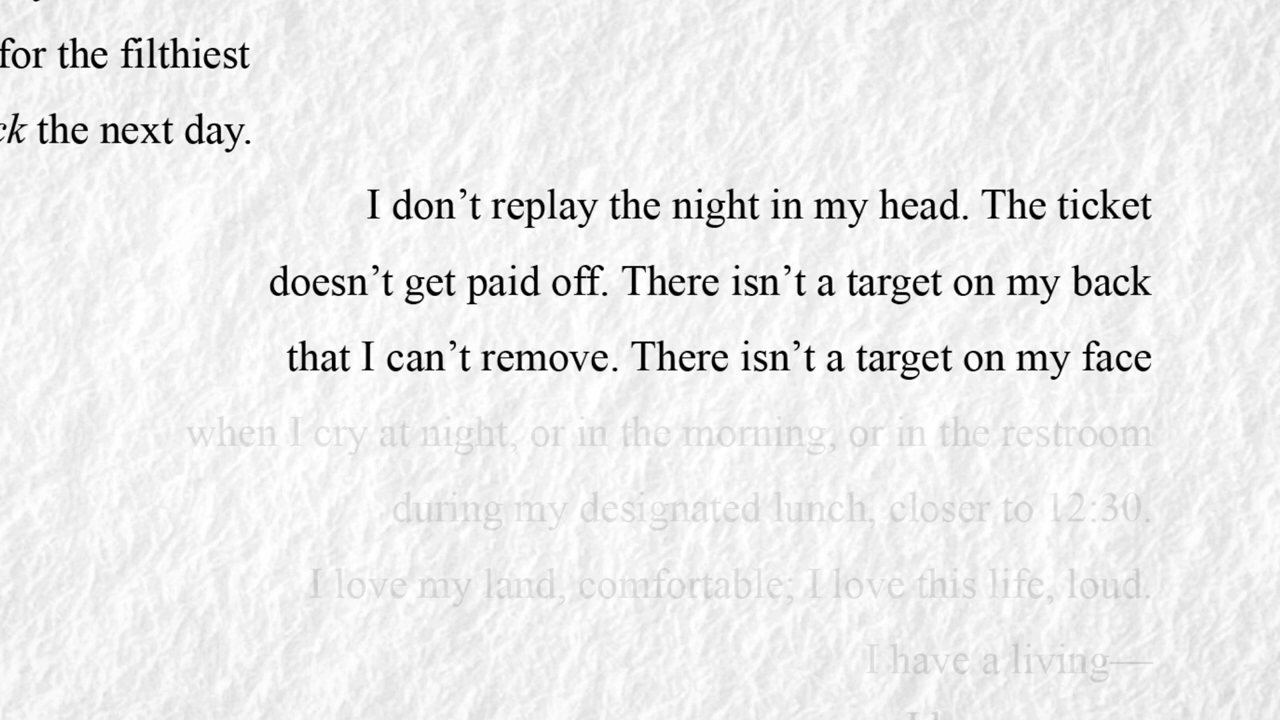 for the filthiest
ck the next day.
I don’t replay the night in my head. The ticket
doesn’t get paid off. There isn’t a target on my back
that I can’t remove. There isn’t a target on my face
when I cry at night, or in the morning, or in the restroom
during my designated lunch, closer to 12:30.
I love my land, comfortable; I love this life, loud.
I have a living—